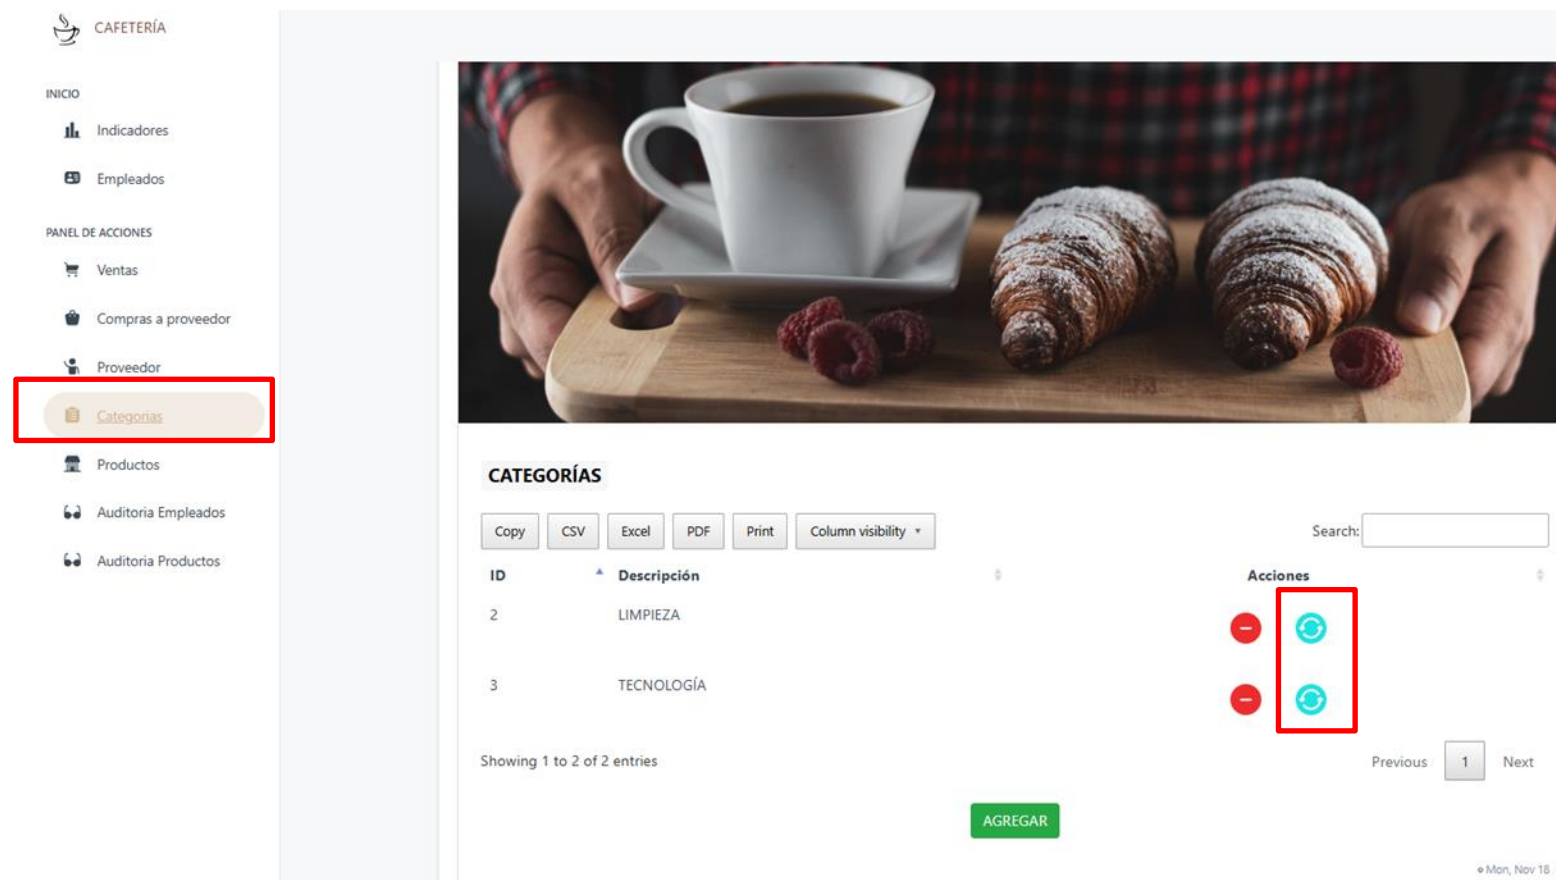 CAFETERÍA
INICIO
Indicadores
Empleados
PANEL DE ACCIONES
Ventas
Compras a proveedor
Proveedor
Categorias
Productos
Auditoria Empleados
Auditoria Productos
CATEGORÍAS
Copy CSV Excel PDF Print Column visibility Search:
ID Descripción Acciones
2 LIMPIEZA
3 TECNOLOGÍA
Showing 1 to 2 of 2 entries Previous 1 Next
AGREGAR
Mon, Nov 18